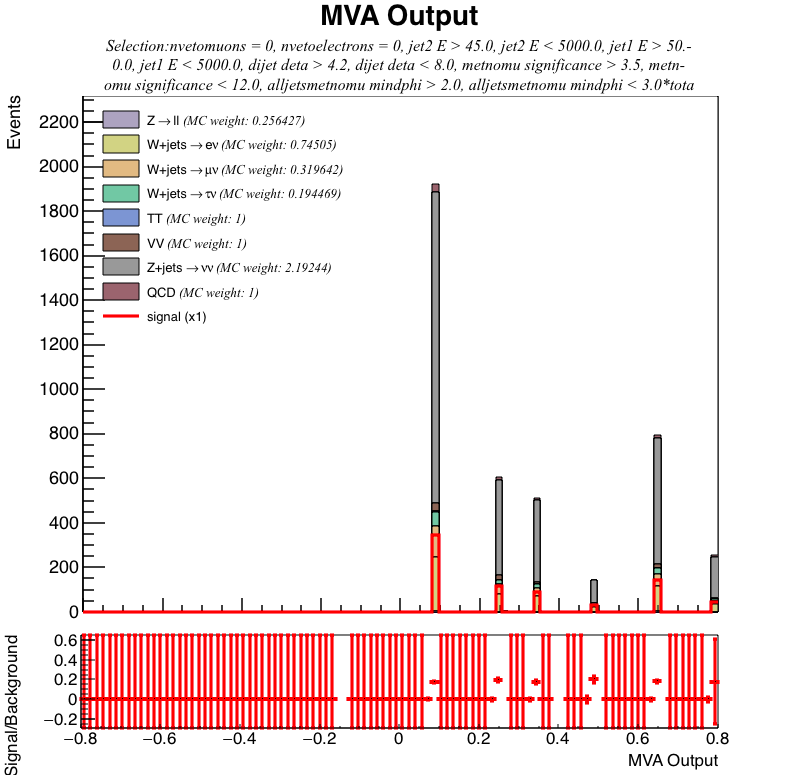 MVA Output
Selection:nvetomuons = 0, nvetoelectrons = 0, jet2 E > 45.0, jet2 E < 5000.0, jet1 E > 50.-
0.0, jet1 E < 5000.0, dijet deta > 4.2, dijet deta < 8.0, metnomu significance > 3.5, metn-
omu significance < 12.0, alljetsmetnomu mindphi > 2.0, alljetsmetnomu mindphi < 3.0*tota
Events
2200
2000
1800
1600
1400
1200
1000
800
600
400
200
0
Z→ll (MC weight: 0.256427)
W+jets→eν (MC weight: 0.74505)
W+jets→μν (MC weight: 0.319642)
W+jets→τν (MC weight: 0.194469)
TT (MC weight: 1)
VV (MC weight: 1)
Z+jets→νν (MC weight: 2.19244)
QCD (MC weight: 1)
signal (x1)
Signal/Background
0.6
0.4
0.2
0
−0.2
−0.8 −0.6 −0.4 −0.2 0 0.2 0.4 0.6 0.8
MVA Output